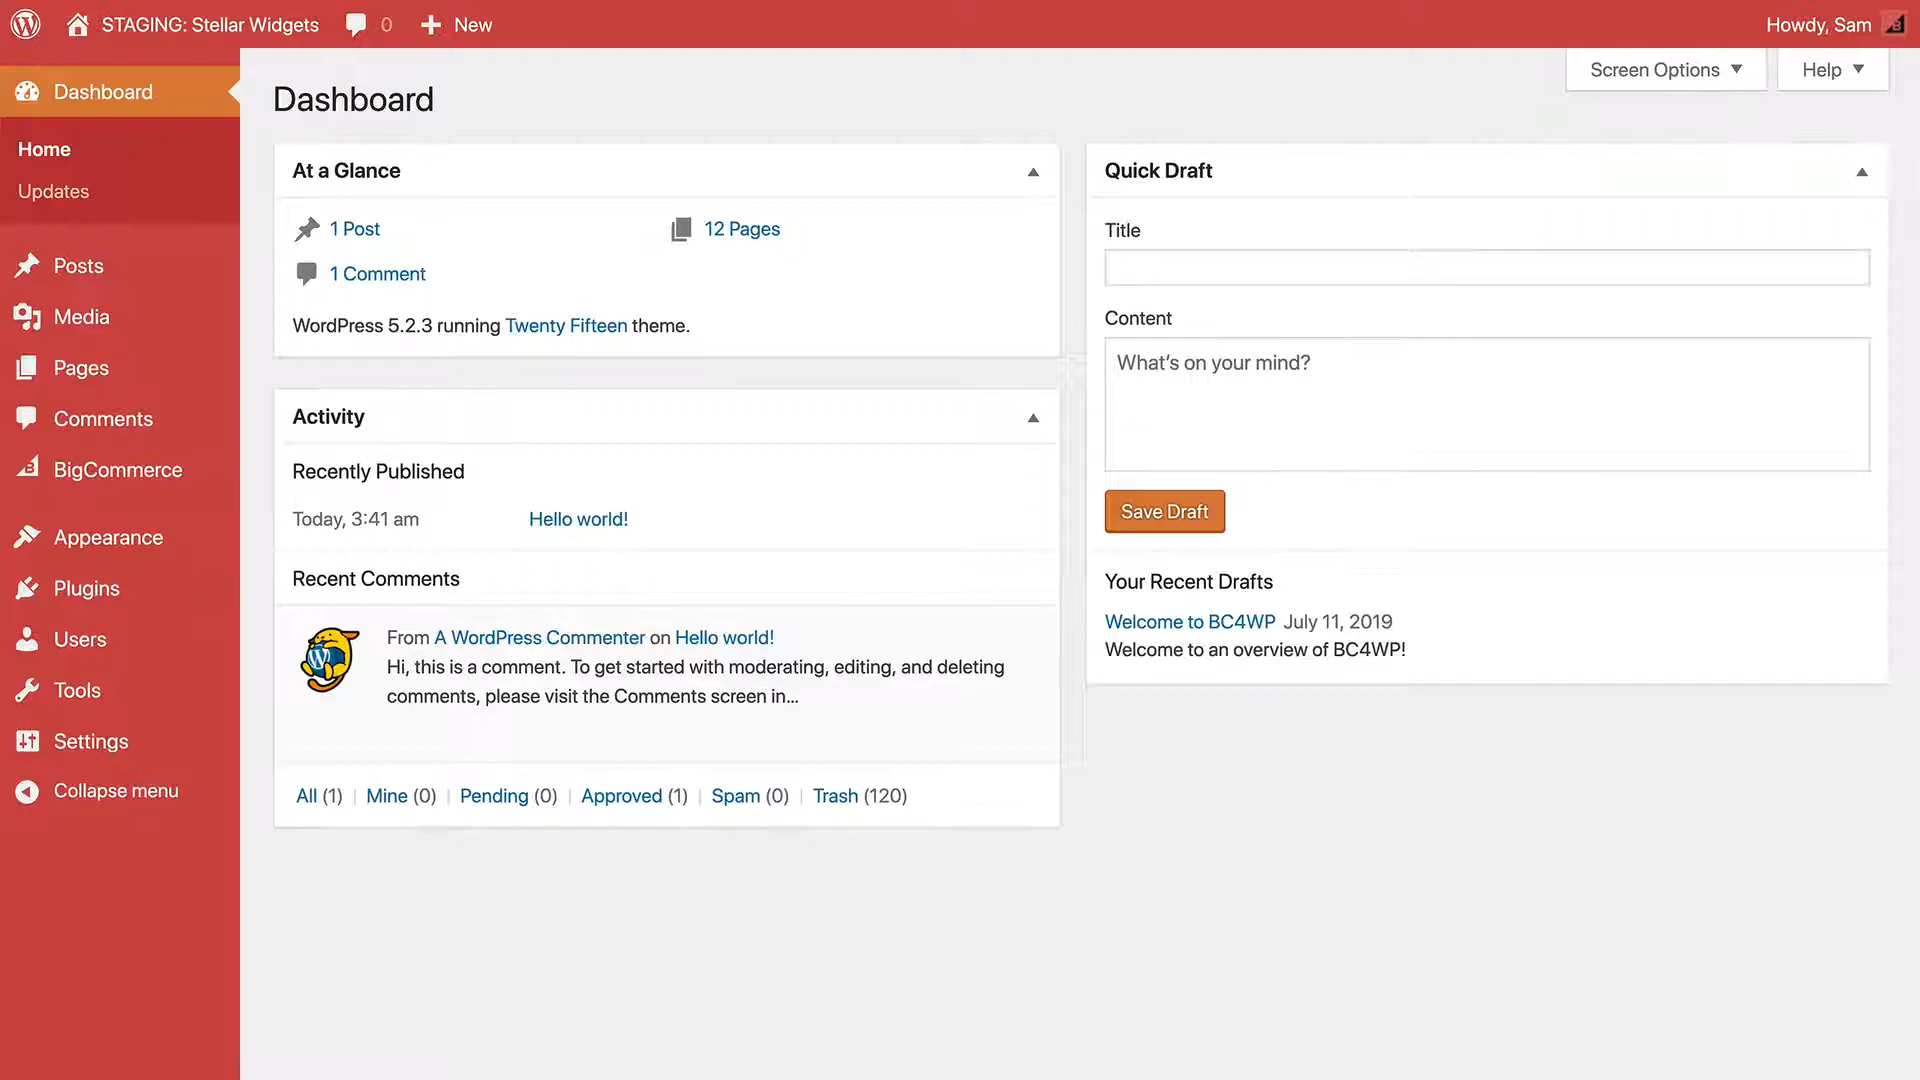 STAGING: Stellar Widgets 0 New Howdy, Sam
Screen Options Help
Dashboard
Home
Updates
Posts
Media
Pages
Comments
BigCommerce
Appearance
Plugins
Users
Tools
Settings
Collapse menu
Dashboard
At a Glance
1 Post 12 Pages
1 Comment
WordPress 5.2.3 running Twenty Fifteen theme.
Activity
Recently Published
Today, 3:41 am Hello world!
Recent Comments
From A WordPress Commenter on Hello world!
Hi, this is a comment. To get started with moderating, editing, and deleting
comments, please visit the Comments screen in…
All (1) | Mine (0) | Pending (0) | Approved (1) | Spam (0) | Trash (120)
Quick Draft
Title
Content
What’s on your mind?
Save Draft
Your Recent Drafts
Welcome to BC4WP July 11, 2019
Welcome to an overview of BC4WP!